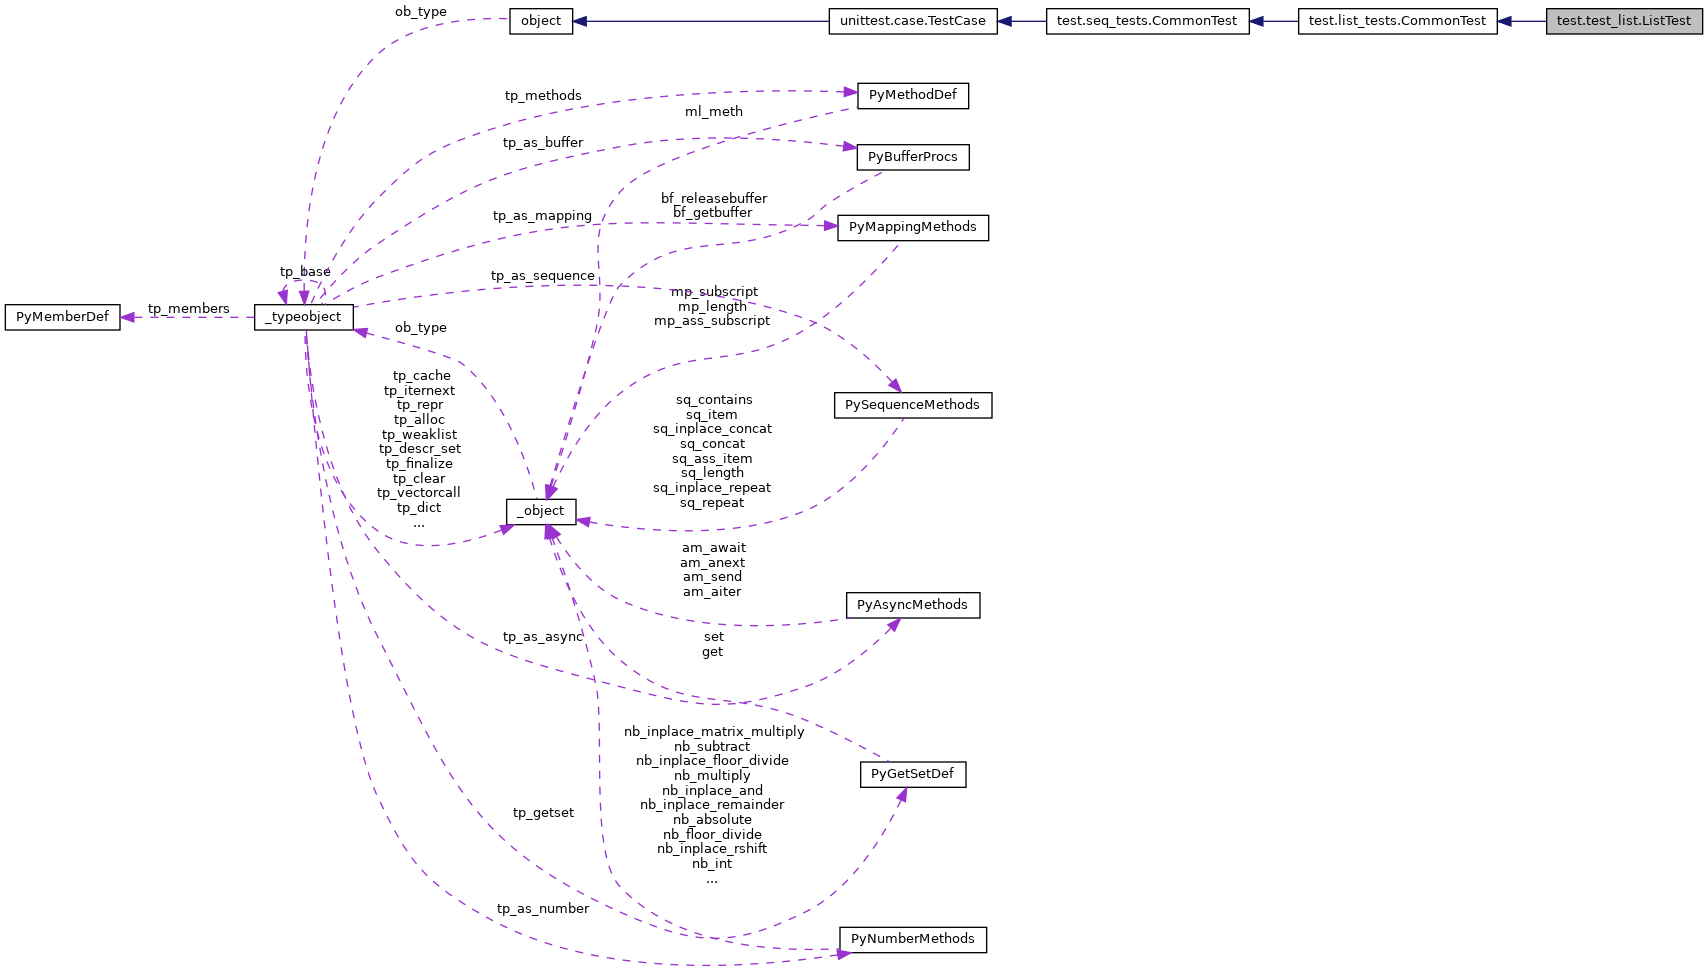 ob_type
object
unittest.case.TestCase
test.seq_tests.CommonTest
test.list_tests.CommonTest
test.test_list.ListTest
tp_methods
PyMethodDef
ml_meth
tp_as_buffer
PyBufferProcs
bf_releasebuffer
bf_getbuffer
tp_as_mapping
PyMappingMethods
tp_base
tp_as_sequence
mp_subscript
mp_length
mp_ass_subscript
PyMemberDef
tp_members
_typeobject
ob_type
tp_cache
tp_iternext
tp_repr
tp_alloc
tp_weaklist
tp_descr_set
tp_finalize
tp_clear
tp_vectorcall
tp_dict
...
PySequenceMethods
sq_contains
sq_item
sq_inplace_concat
sq_concat
sq_ass_item
sq_length
sq_inplace_repeat
sq_repeat
_object
am_await
am_anext
am_send
am_aiter
PyAsyncMethods
tp_as_async
set
get
nb_inplace_matrix_multiply
nb_subtract
nb_inplace_floor_divide
nb_multiply
nb_inplace_and
nb_inplace_remainder
nb_absolute
nb_floor_divide
nb_inplace_rshift
nb_int
...
PyGetSetDef
tp_getset
tp_as_number
PyNumberMethods